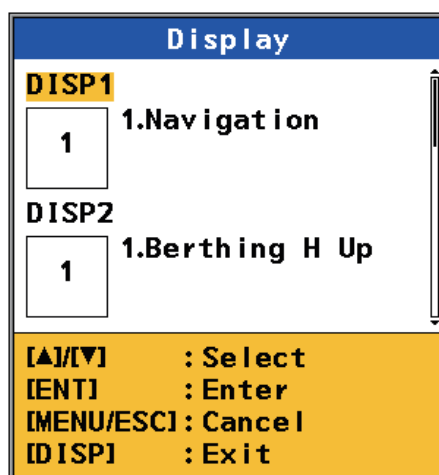 Display
DISP1
1
1.Navigation
DISP2
1
1.Berthing H Up
[▲]/[▼] :Select
[ENT] :Enter
[MENU/ESC]:Cancel
[DISP] :Exit